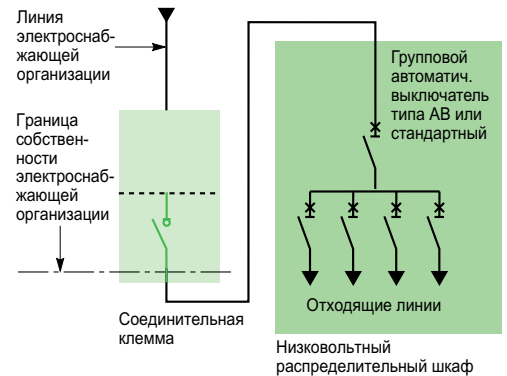 Линия
электроснаб-
жающей
организации
Граница
собствен-
ности
электроснаб-
жающей
организации
Групповой
автоматич.
выключатель
типа АВ или
стандартный
Отходящие линии
Соединительная
клемма
Низковольтный
распределительный шкаф